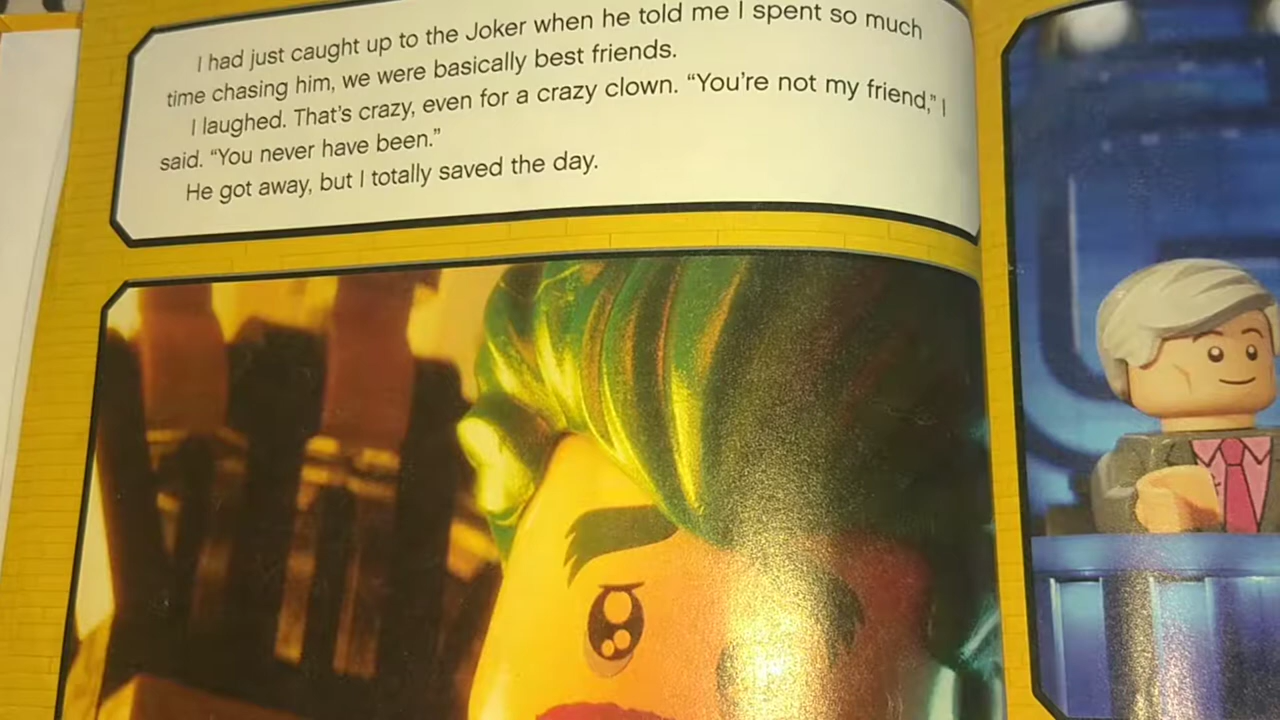 I had just caught up to the Joker when he told me I spent so much
time chasing him, we were basically best friends.
I laughed. That's crazy, even for a crazy clown. “You're not my friend,” I
said. “You never have been.”
He got away, but I totally saved the day.